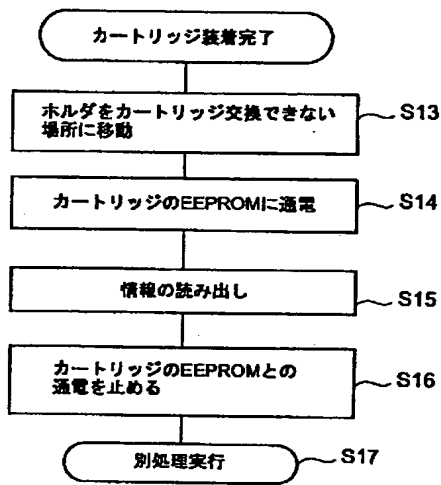 カートリッジ装着完了
ホルダをカートリッジ交換できない
場所に移動
S13
カートリッジのEEPROMに通電
S14
情報の読み出し
S15
カートリッジのEEPROMとの
通電を止める
S16
別処理実行
S17